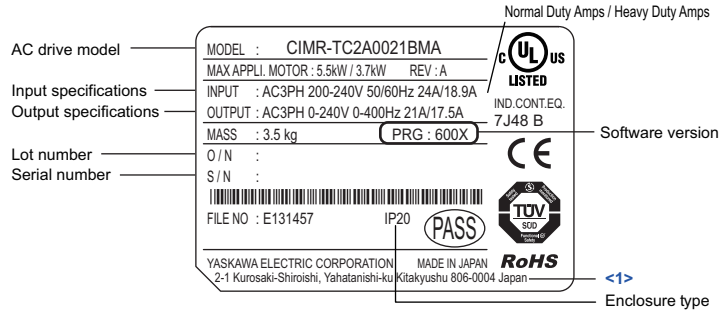 Normal Duty Amps / Heavy Duty Amps
AC drive model
MODEL : CIMR-TC2A0021BMA
MAX APPLI. MOTOR : 5.5kW / 3.7kW REV : A
Input specifications
INPUT : AC3PH 200-240V 50/60Hz 24A/18.9A
Output specifications
OUTPUT : AC3PH 0-240V 0-400Hz 21A/17.5A
MASS : 3.5 kg PRG : 600X
Software version
Lot number
O / N :
Serial number
S / N :
FILE NO : E131457 IP20 PASS
YASKAWA ELECTRIC CORPORATION MADE IN JAPAN
2-1 Kurosaki-Shiroishi, Yahatanishi-ku Kitakyushu 806-0004 Japan
C UL US
LISTED
IND.CONT.EQ.
7J48 B
CE
TÜV
SÜD
Functional
Safety
RoHS
<1>
Enclosure type